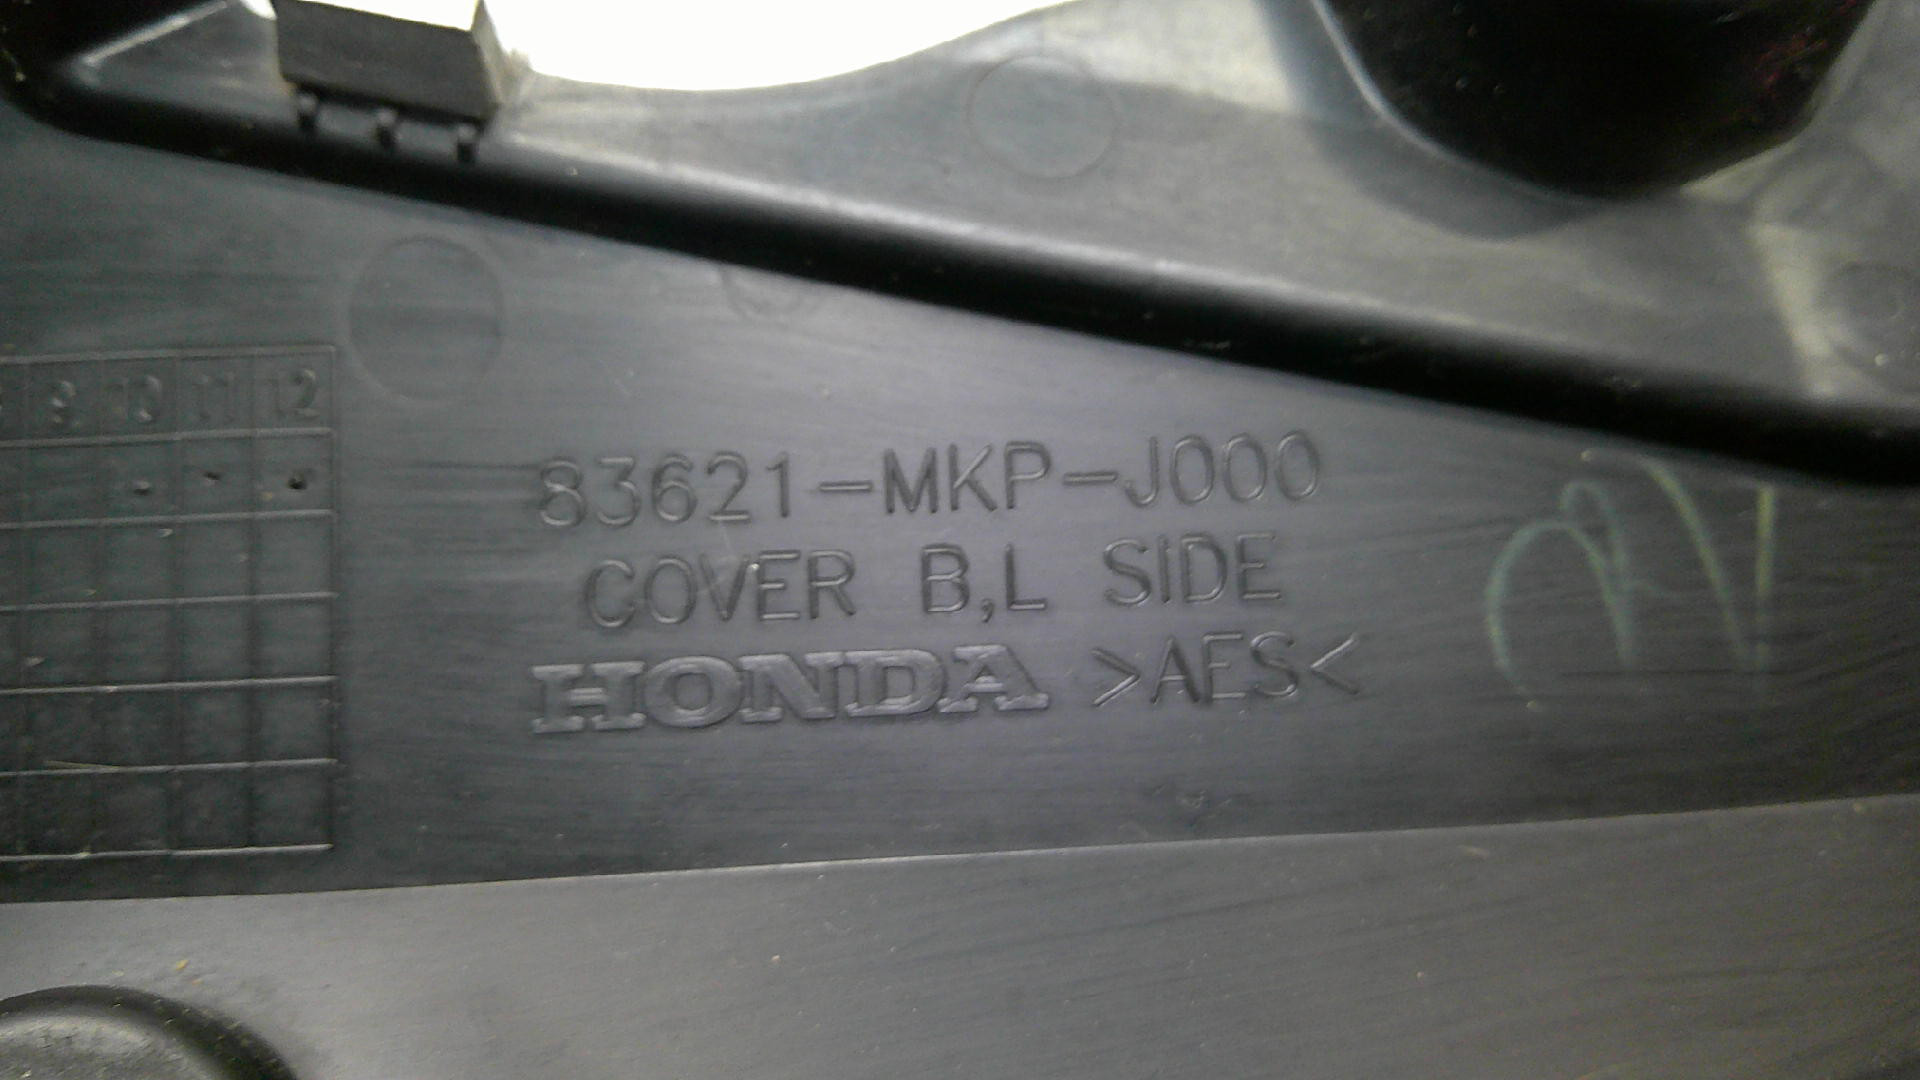 9 10 11 12
83621-MKP-J000
COVER B,L SIDE
HONDA >AES<